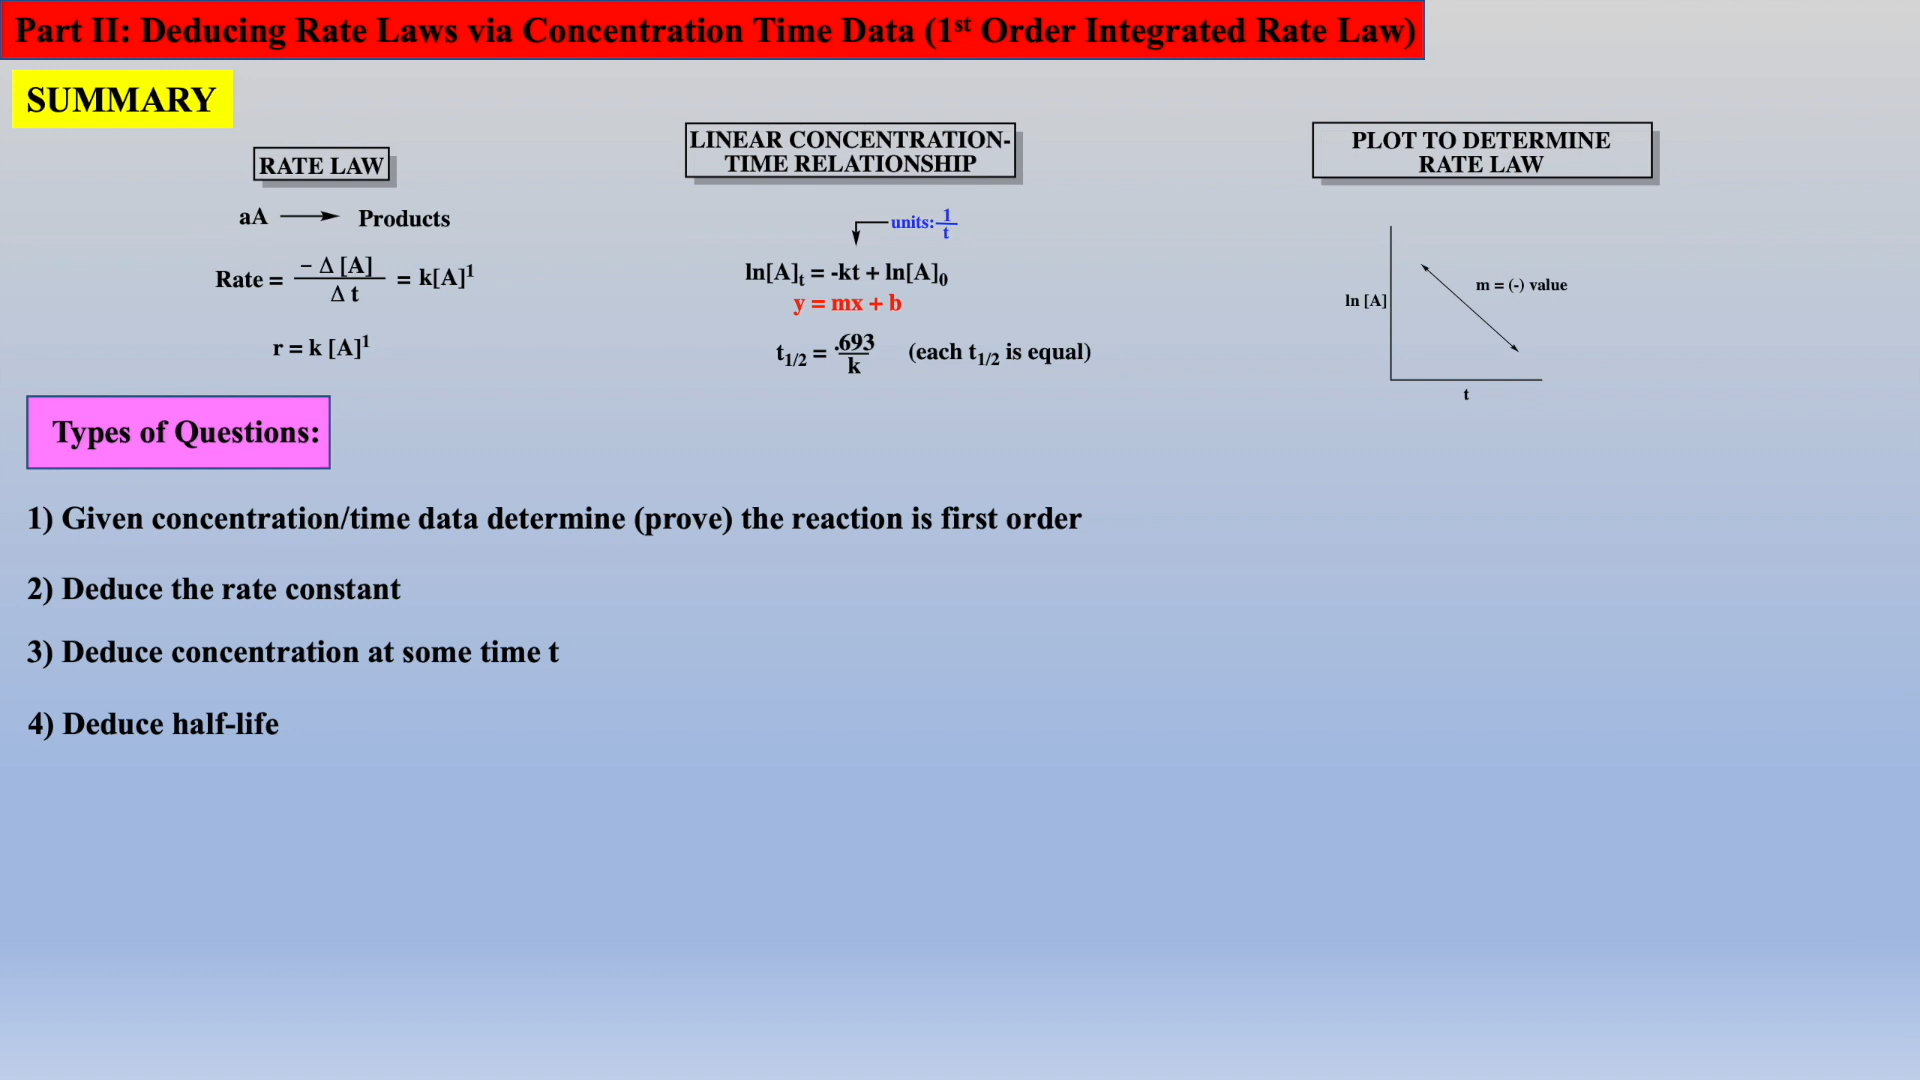 Part II: Deducing Rate Laws via Concentration Time Data (1st Order Integrated Rate Law)
SUMMARY
RATE LAW
aA ⟶ Products
Rate = − Δ [A] / Δ t = k[A]¹
r = k [A]¹
LINEAR CONCENTRATION-
TIME RELATIONSHIP
units: 1/t
ln[A]ₜ = -kt + ln[A]₀
y = mx + b
t₁/₂ = .693/k (each t₁/₂ is equal)
PLOT TO DETERMINE
RATE LAW
m = (-) value
ln [A]
t
Types of Questions:
1) Given concentration/time data determine (prove) the reaction is first order
2) Deduce the rate constant
3) Deduce concentration at some time t
4) Deduce half-life